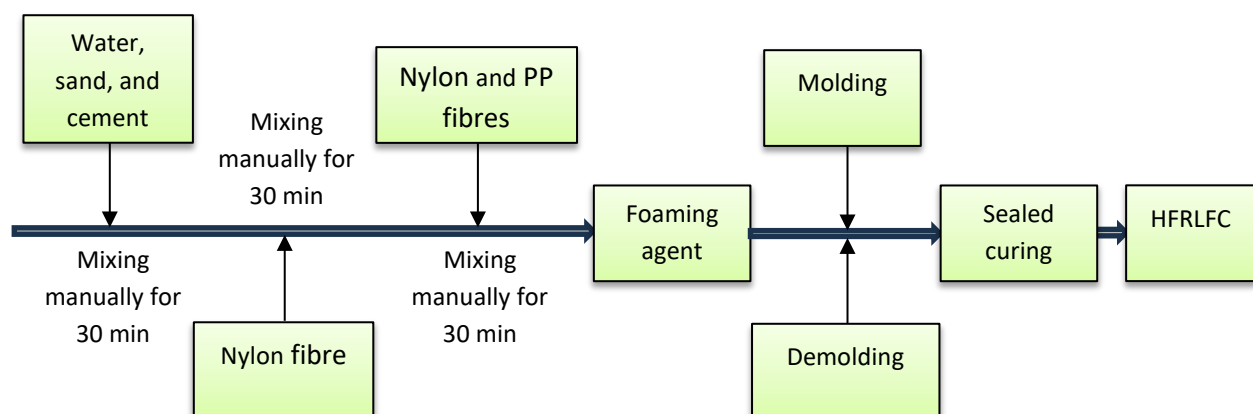 Water,
sand, and
cement
Mixing
manually for
30 min
Nylon and PP
fibres
Molding
Foaming
agent
Sealed
curing
HFRLFC
Mixing
manually for
30 min
Nylon fibre
Mixing
manually for
30 min
Demolding